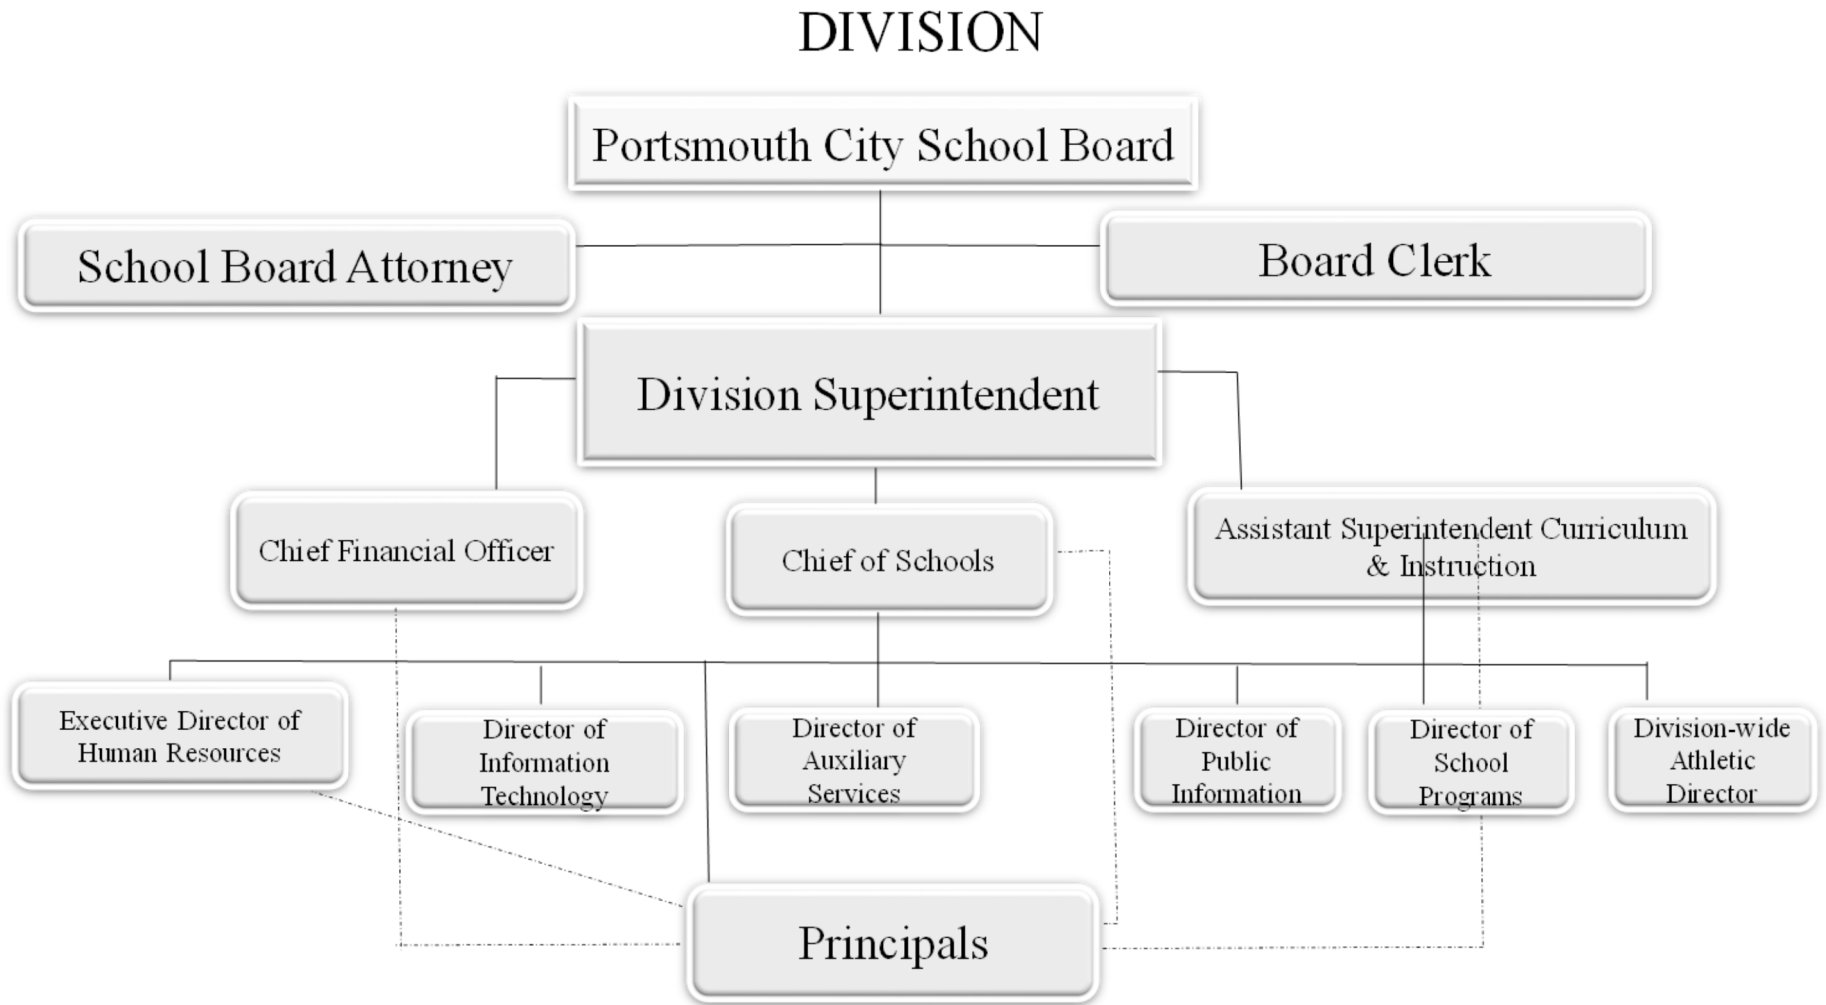 DIVISION
Portsmouth City School Board
School Board Attorney
Board Clerk
Division Superintendent
Chief Financial Officer
Chief of Schools
Assistant Superintendent Curriculum
& Instruction
Executive Director of
Human Resources
Director of
Information
Technology
Director of
Auxiliary
Services
Director of
Public
Information
Director of
School
Programs
Division-wide
Athletic
Director
Principals